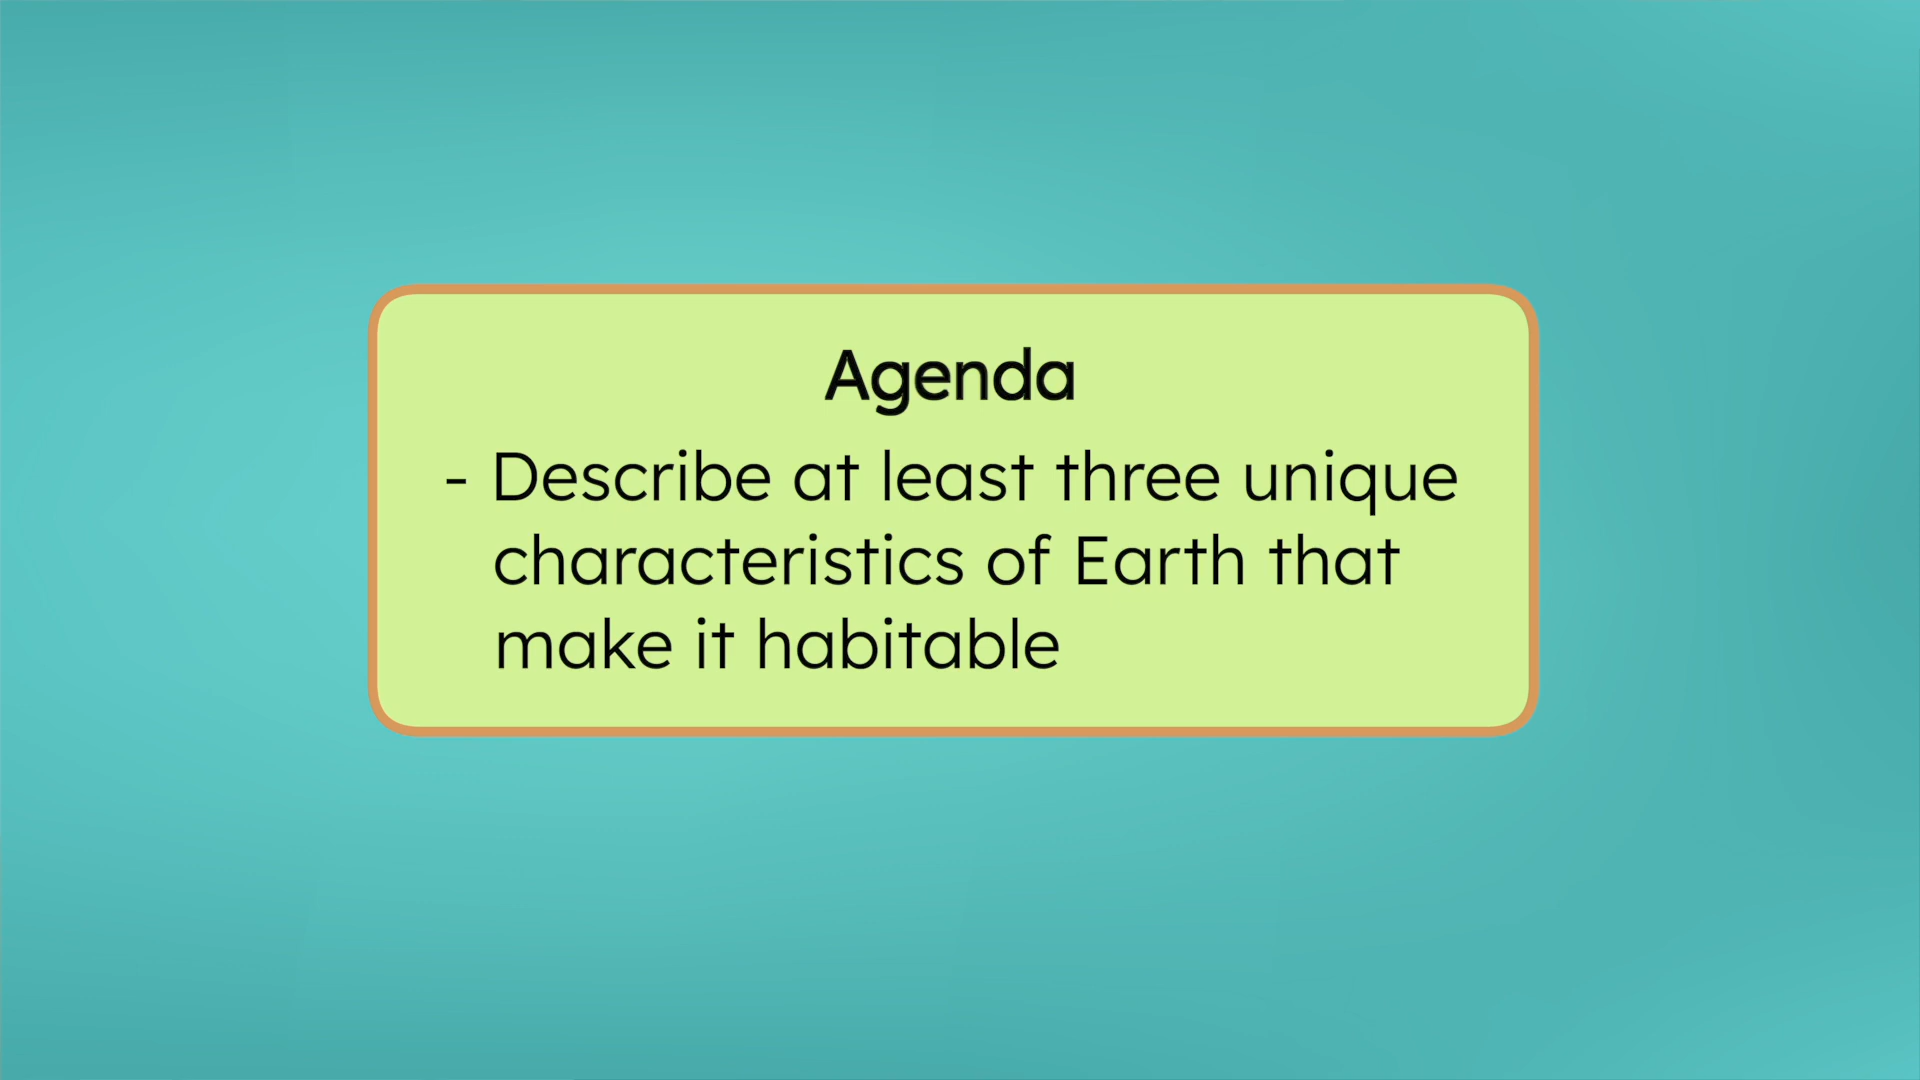 Agenda
- Describe at least three unique
characteristics of Earth that
make it habitable